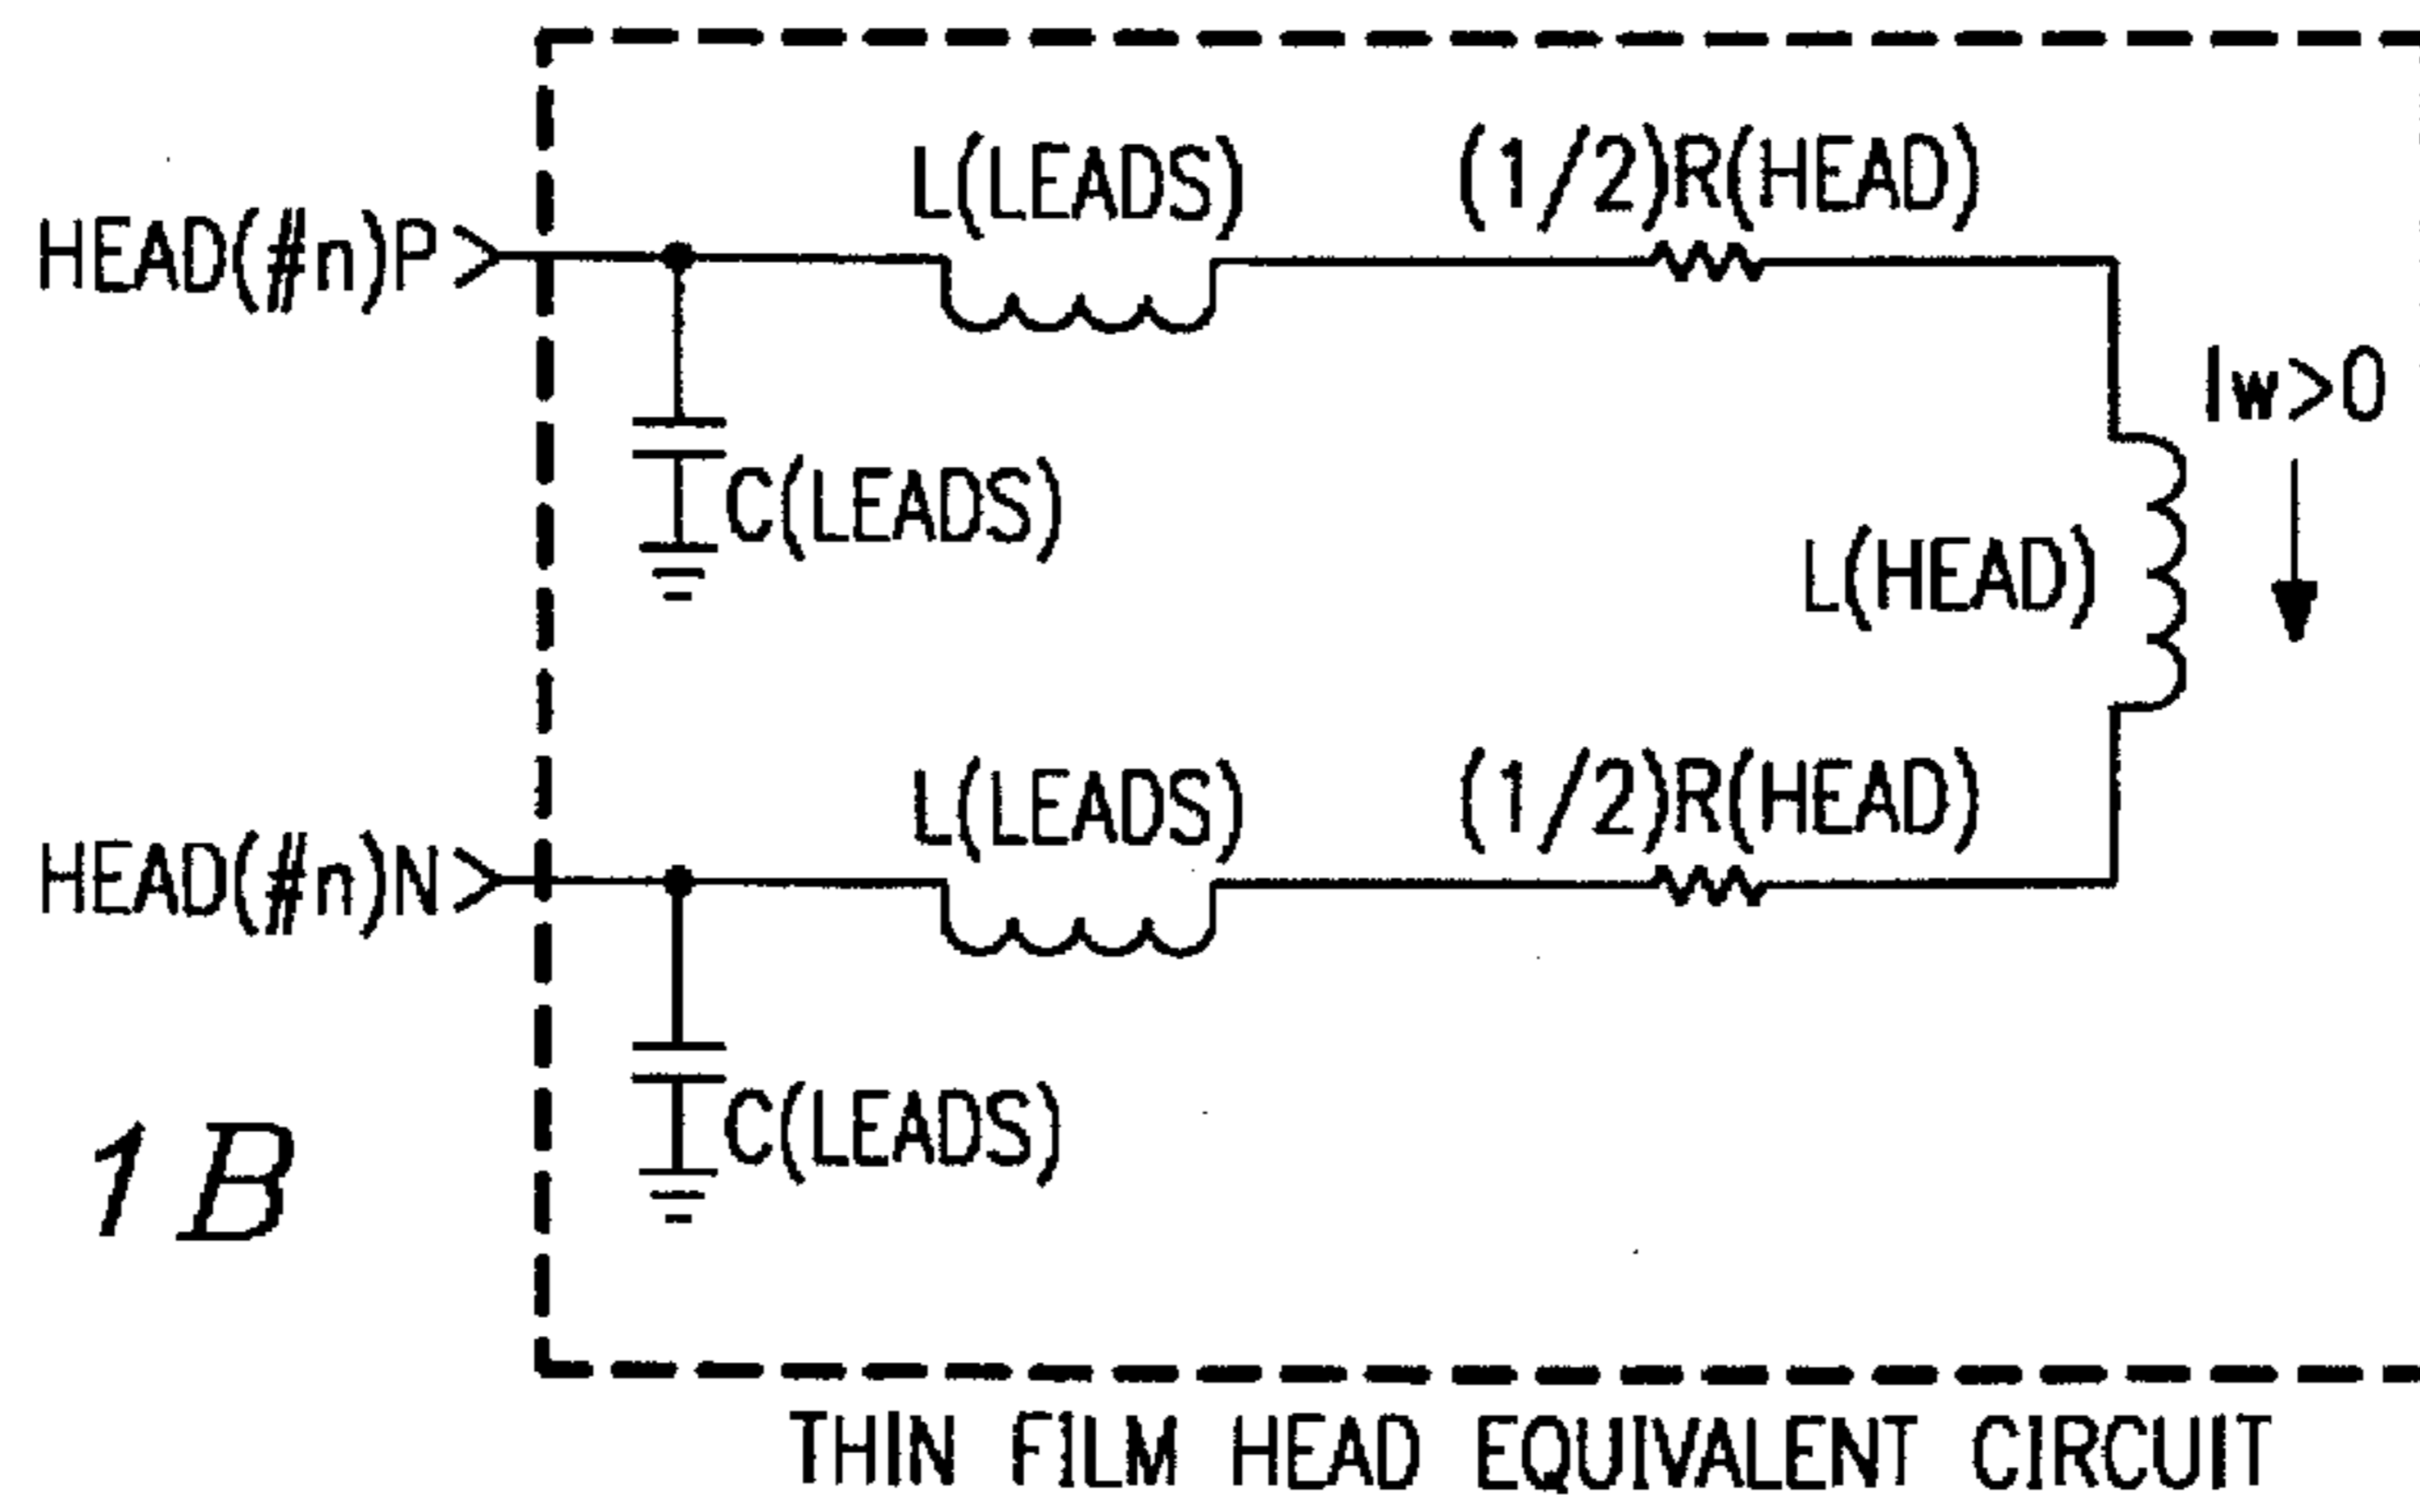 L(LEADS)
(1/2)R(HEAD)
HEAD(#n)P
Iw>0
C(LEADS)
L(HEAD)
L(LEADS)
(1/2)R(HEAD)
HEAD(#n)N
C(LEADS)
1B
THIN FILM HEAD EQUIVALENT CIRCUIT